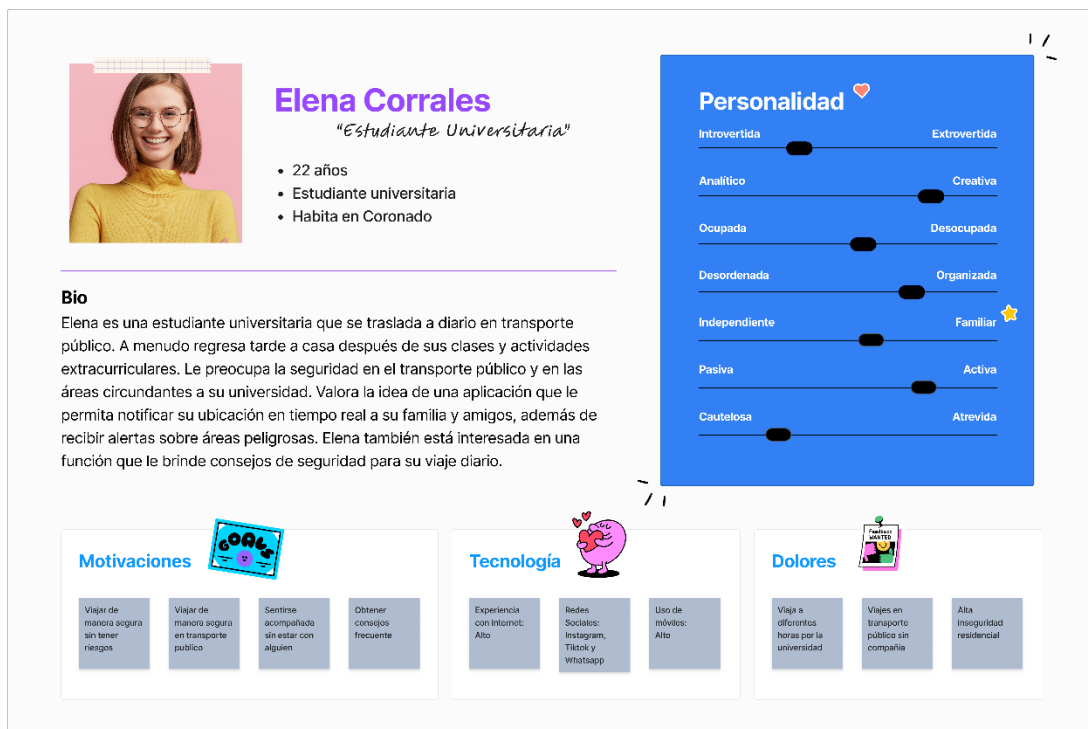 Elena Corrales
"Estudiante Universitaria"
• 22 años
• Estudiante universitaria
• Habita en Coronado
Bio
Elena es una estudiante universitaria que se traslada a diario en transporte
público. A menudo regresa tarde a casa después de sus clases y actividades
extracurriculares. Le preocupa la seguridad en el transporte público y en las
áreas circundantes a su universidad. Valora la idea de una aplicación que le
permita notificar su ubicación en tiempo real a su familia y amigos, además de
recibir alertas sobre áreas peligrosas. Elena también está interesada en una
función que le brinde consejos de seguridad para su viaje diario.
Personalidad
Introvertida Extrovertida
Analítico Creativa
Ocupada Desocupada
Desordenada Organizada
Independiente Familiar
Pasiva Activa
Cautelosa Atrevida
Motivaciones
GOALS
Viajar de
manera segura
sin tener
riesgos
Viajar de
manera segura
en transporte
publico
Sentirse
acompañada
sin estar con
alguien
Obtener
consejos
frecuente
Tecnología
Experiencia
con Internet:
Alto
Redes
Sociales:
Instagram,
Tiktok y
Whatsapp
Uso de
móviles:
Alto
Dolores
Feedback
WANTED
Viaja a
diferentes
horas por la
universidad
Viajes en
transporte
público sin
compañia
Alta
inseguridad
residencial